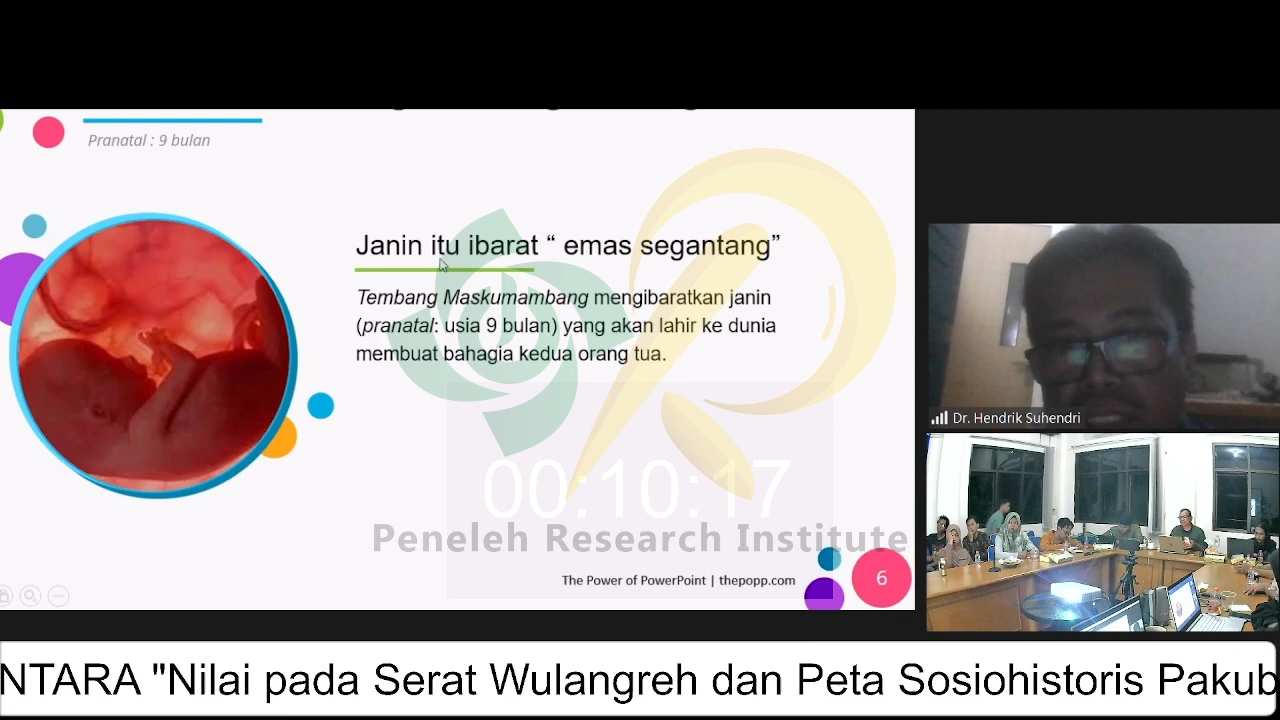 Pranatal : 9 bulan
Janin itu ibarat “ emas segantang”
Tembang Maskumambang mengibaratkan janin
(pranatal: usia 9 bulan) yang akan lahir ke dunia
membuat bahagia kedua orang tua.
00:10:17
Peneleh Research Institute
The Power of PowerPoint | thepopp.com
6
Dr. Hendrik Suhendri
NTARA "Nilai pada Serat Wulangreh dan Peta Sosiohistoris Pakub